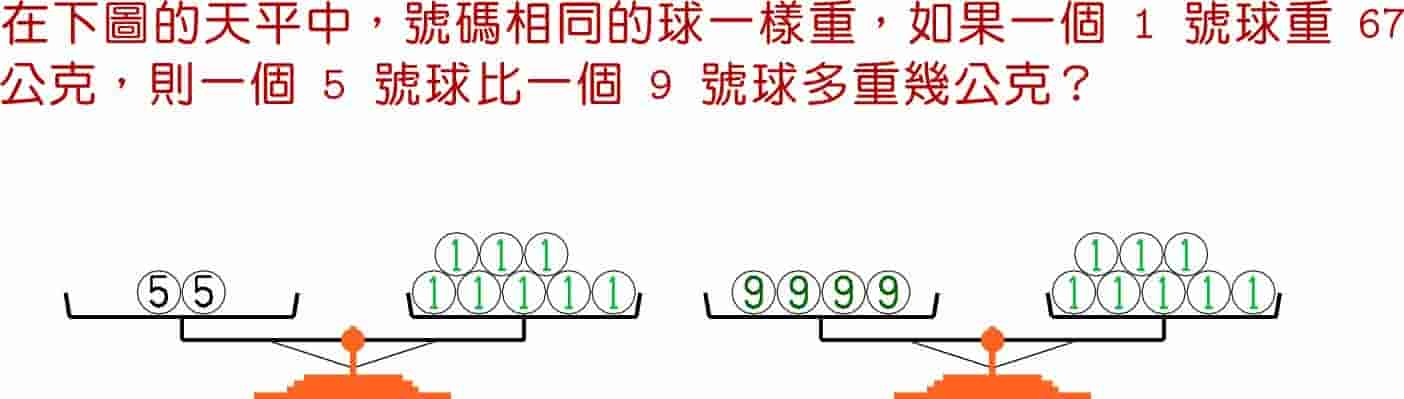 在下圖的天平中，號碼相同的球一樣重，如果一個 1 號球重 67
公克，則一個 5 號球比一個 9 號球多重幾公克？
1 1 1 1 1 1
5 5 1 1 1 1 1 9 9 9 9 1 1 1 1 1